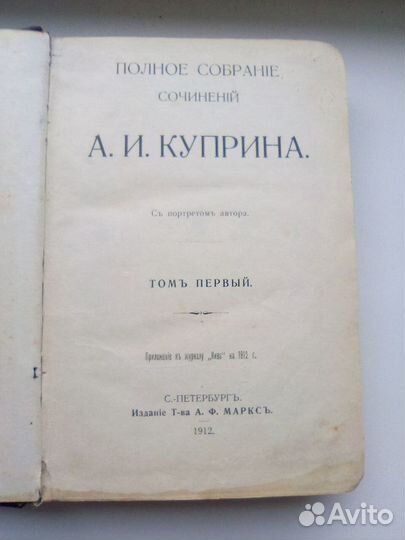 ПОЛНОЕ СОБРАНІЕ
СОЧИНЕНІЙ
А. И. КУПРИНА.
Съ портретомъ автора.
ТОМЪ ПЕРВЫЙ.
Приложеніе къ журналу „Нива" на 1912 г.
С.-ПЕТЕРБУРГЪ.
Изданіе Т-ва А. Ф. МАРКСЪ.
1912.
Avito